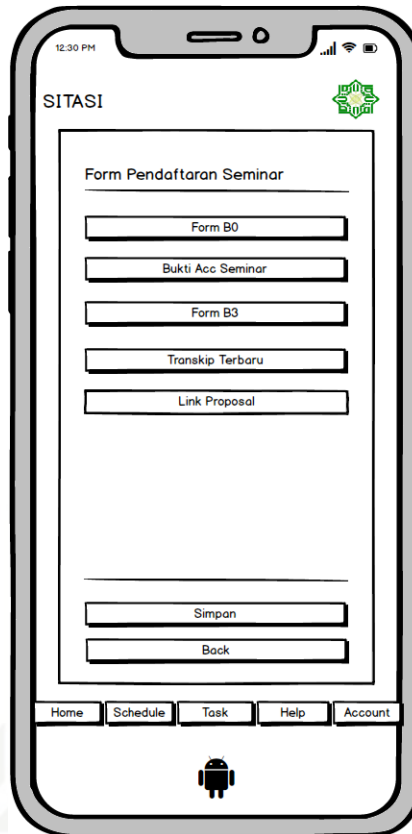 12:30 PM
SITASI
Form Pendaftaran Seminar
Form B0
Bukti Acc Seminar
Form B3
Transkip Terbaru
Link Proposal
Simpan
Back
Home Schedule Task Help Account